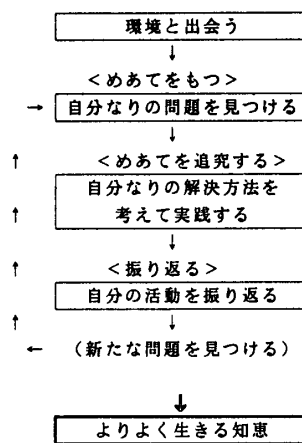 環境と出会う
↓
<めあてをもつ>
→ 自分なりの問題を見つける
↓
↑ <めあてを追究する>
自分なりの解決方法を
↑ 考えて実践する
↓
↑ <振り返る>
自分の活動を振り返る
↑ ↓
← (新たな問題を見つける)
↓
よりよく生きる知恵